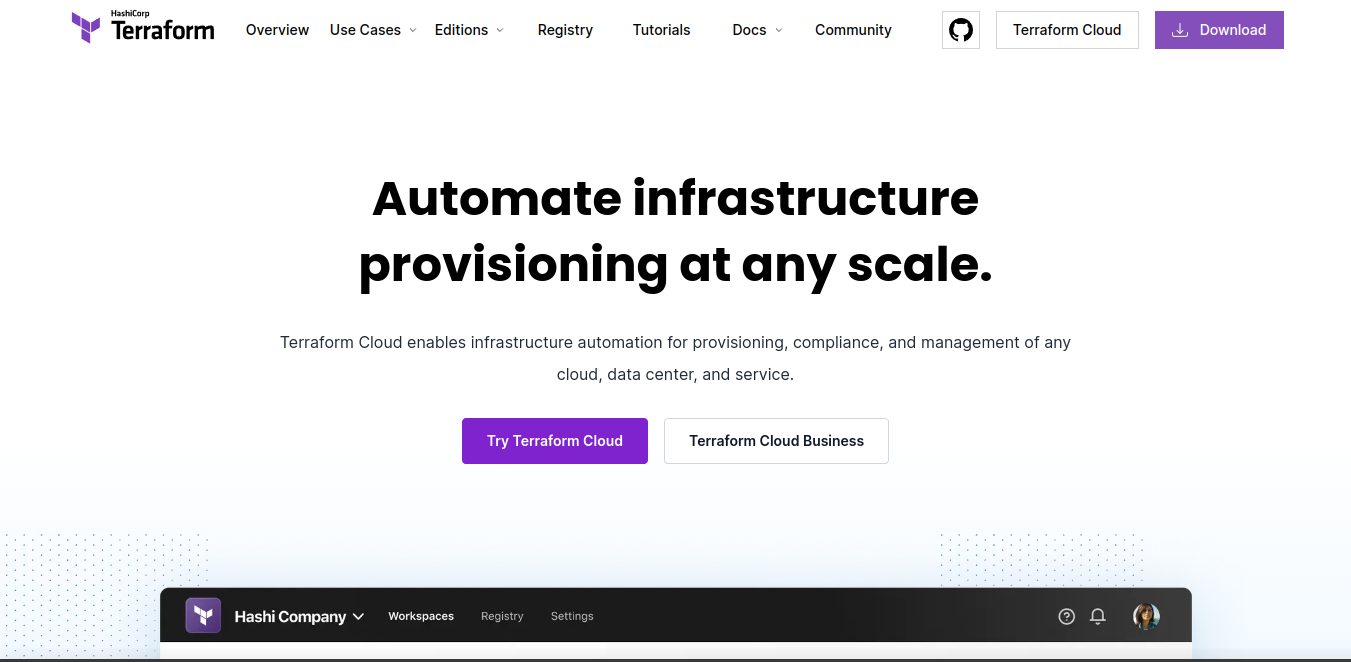 HashiCorp
Terraform
Overview
Use Cases
Editions
Registry
Tutorials
Docs
Community
Terraform Cloud
Download
Automate infrastructure
provisioning at any scale.
Terraform Cloud enables infrastructure automation for provisioning, compliance, and management of any
cloud, data center, and service.
Try Terraform Cloud
Terraform Cloud Business
Hashi Company
Workspaces
Registry
Settings